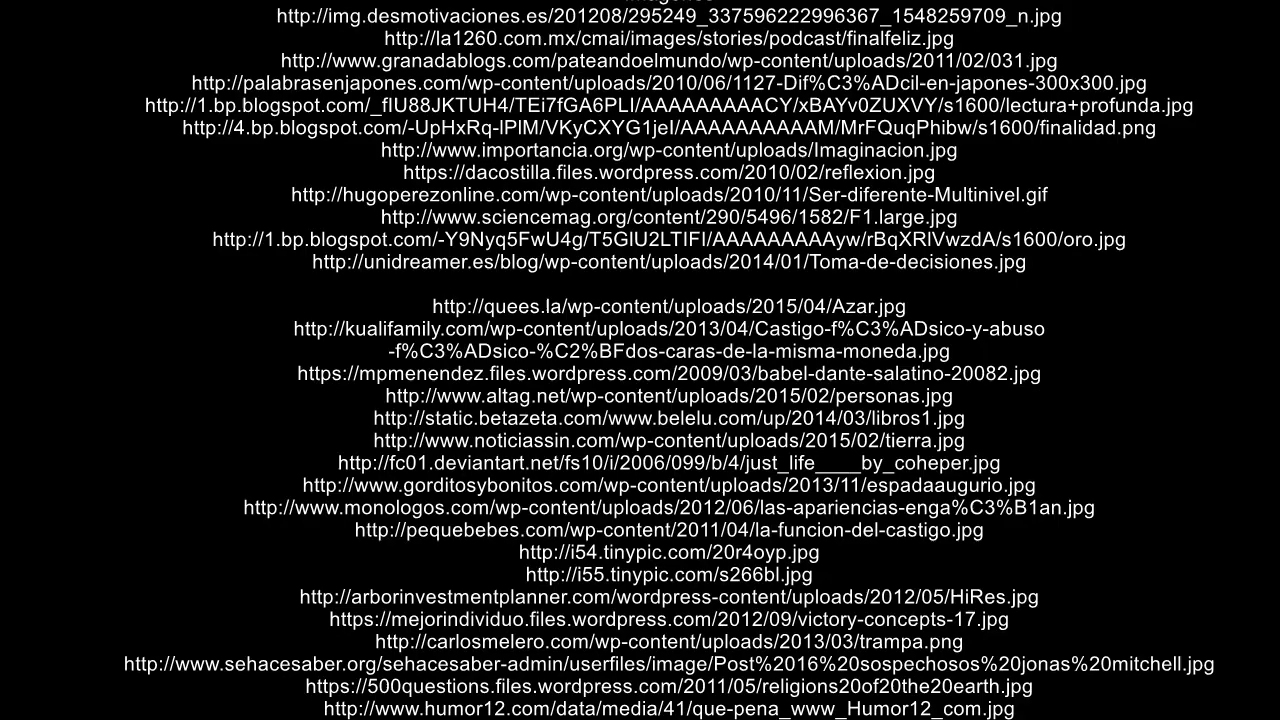 http://img.desmotivaciones.es/201208/295249_337596222996367_1548259709_n.jpg
http://la1260.com.mx/cmai/images/stories/podcast/finalfeliz.jpg
http://www.granadablogs.com/pateandoelmundo/wp-content/uploads/2011/02/031.jpg
http://palabrasenjapones.com/wp-content/uploads/2010/06/1127-Dif%C3%ADcil-en-japones-300x300.jpg
http://1.bp.blogspot.com/_fIU88JKTUH4/TEi7fGA6PLI/AAAAAAAAACY/xBAYv0ZUXVY/s1600/lectura+profunda.jpg
http://4.bp.blogspot.com/-UpHxRq-lPlM/VKyCXYG1jeI/AAAAAAAAAAM/MrFQuqPhibw/s1600/finalidad.png
http://www.importancia.org/wp-content/uploads/Imaginacion.jpg
https://dacostilla.files.wordpress.com/2010/02/reflexion.jpg
http://hugoperezonline.com/wp-content/uploads/2010/11/Ser-diferente-Multinivel.gif
http://www.sciencemag.org/content/290/5496/1582/F1.large.jpg
http://1.bp.blogspot.com/-Y9Nyq5FwU4g/T5GlU2LTIFI/AAAAAAAAAyw/rBqXRlVwzdA/s1600/oro.jpg
http://unidreamer.es/blog/wp-content/uploads/2014/01/Toma-de-decisiones.jpg
http://quees.la/wp-content/uploads/2015/04/Azar.jpg
http://kualifamily.com/wp-content/uploads/2013/04/Castigo-f%C3%ADsico-y-abuso
-f%C3%ADsico-%C2%BFdos-caras-de-la-misma-moneda.jpg
https://mpmenendez.files.wordpress.com/2009/03/babel-dante-salatino-20082.jpg
http://www.altag.net/wp-content/uploads/2015/02/personas.jpg
http://static.betazeta.com/www.belelu.com/up/2014/03/libros1.jpg
http://www.noticiassin.com/wp-content/uploads/2015/02/tierra.jpg
http://fc01.deviantart.net/fs10/i/2006/099/b/4/just_life____by_coheper.jpg
http://www.gorditosybonitos.com/wp-content/uploads/2013/11/espadaaugurio.jpg
http://www.monologos.com/wp-content/uploads/2012/06/las-apariencias-enga%C3%B1an.jpg
http://pequebebes.com/wp-content/2011/04/la-funcion-del-castigo.jpg
http://i54.tinypic.com/20r4oyp.jpg
http://i55.tinypic.com/s266bl.jpg
http://arborinvestmentplanner.com/wordpress-content/uploads/2012/05/HiRes.jpg
https://mejorindividuo.files.wordpress.com/2012/09/victory-concepts-17.jpg
http://carlosmelero.com/wp-content/uploads/2013/03/trampa.png
http://www.sehacesaber.org/sehacesaber-admin/userfiles/image/Post%2016%20sospechosos%20jonas%20mitchell.jpg
https://500questions.files.wordpress.com/2011/05/religions20of20the20earth.jpg
http://www.humor12.com/data/media/41/que-pena_www_Humor12_com.jpg